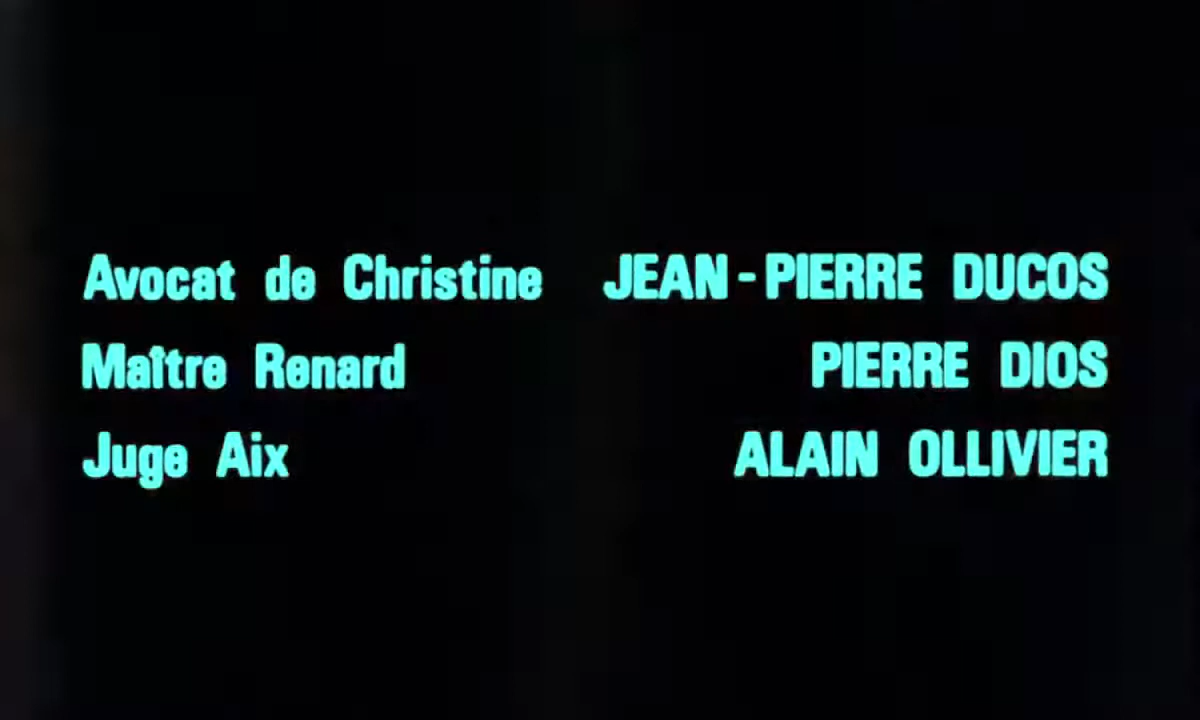 Avocat de Christine JEAN-PIERRE DUCOS
Maître Renard PIERRE DIOS
Juge Aix ALAIN OLLIVIER